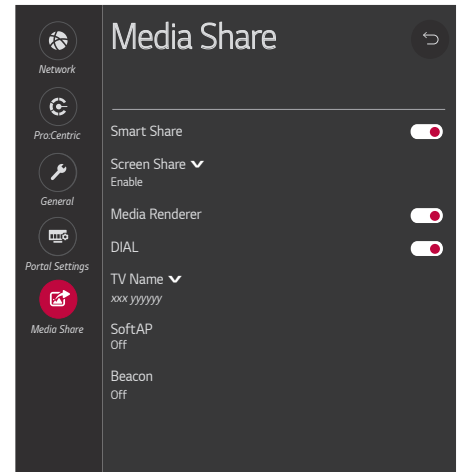 Media Share
Network
Pro:Centric
General
Portal Settings
Media Share
Smart Share
Screen Share
Enable
Media Renderer
DIAL
TV Name
xxx yyyyyy
SoftAP
Off
Beacon
Off